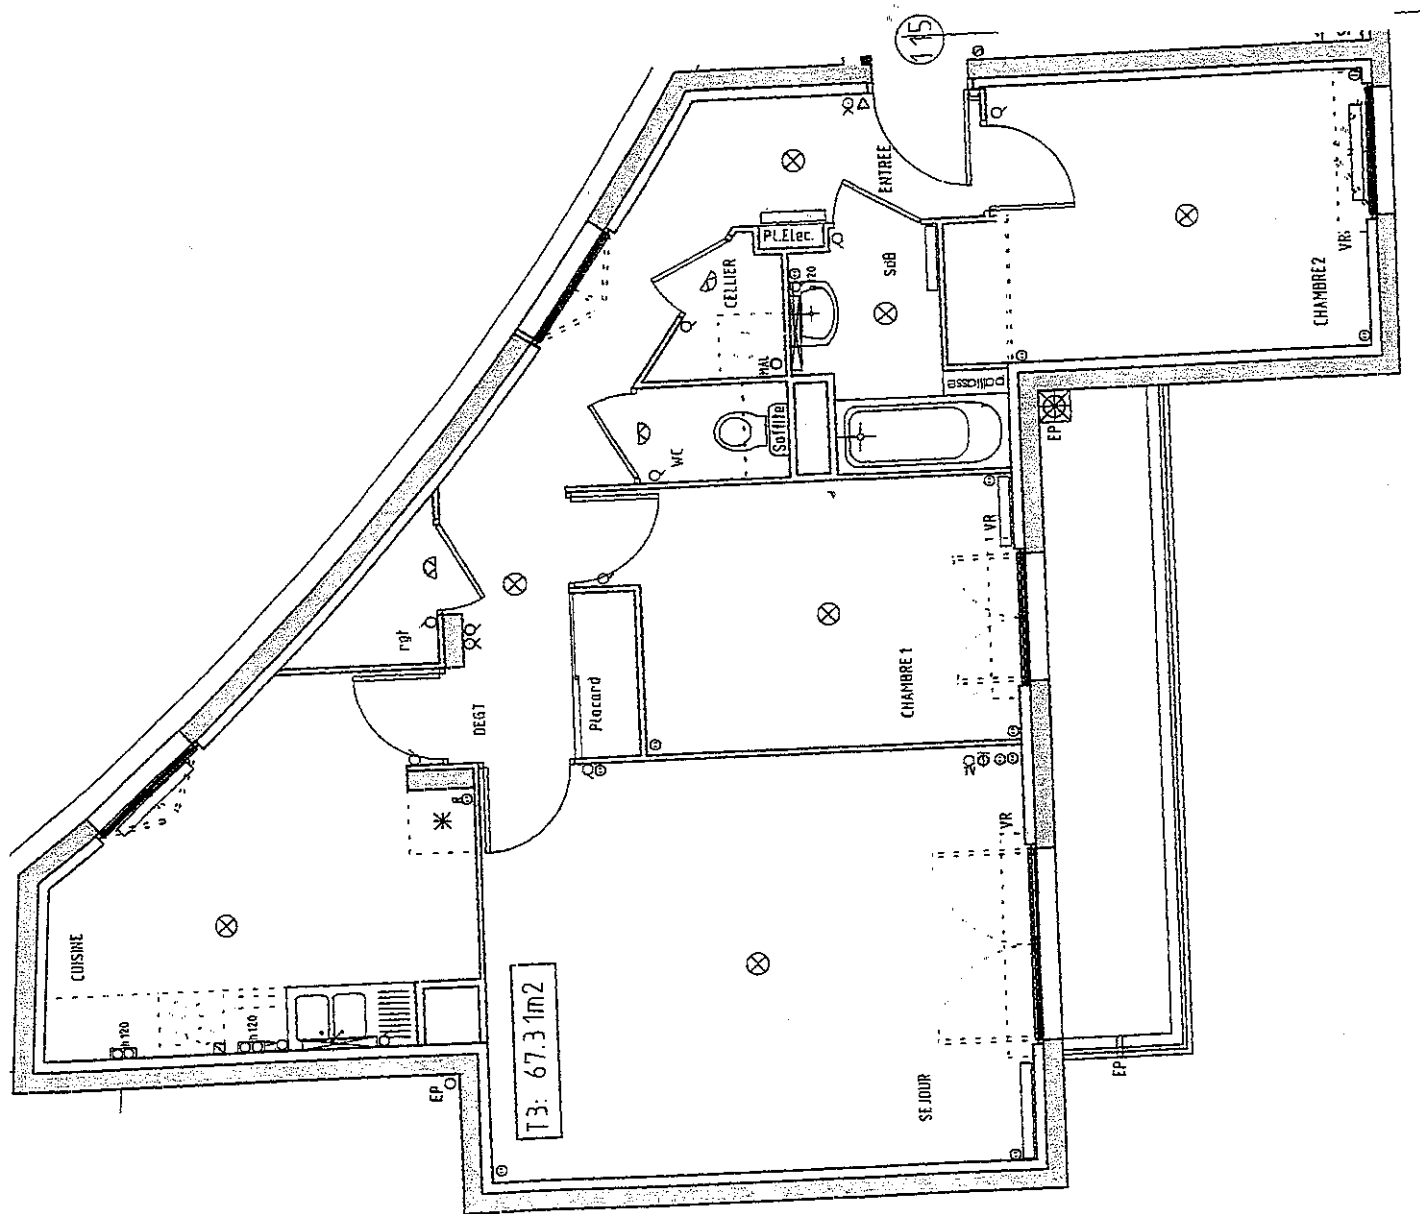 115
ENTREE
Pl.Elec.
CELLIER
SdB
h120
MAL
CHAMBRE2
VR
paillasse
WC
Soffite
EP
rgt
DEGT
Placard
CHAMBRE 1
VR
CUISINE
h120
h120
VR
T3: 67.31m2
SEJOUR
EP
EP